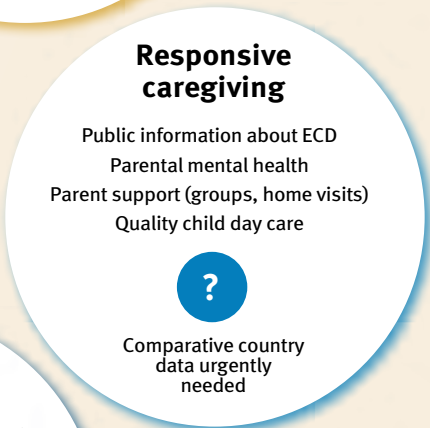 Responsive
caregiving
Public information about ECD
Parental mental health
Parent support (groups, home visits)
Quality child day care
?
Comparative country
data urgently
needed